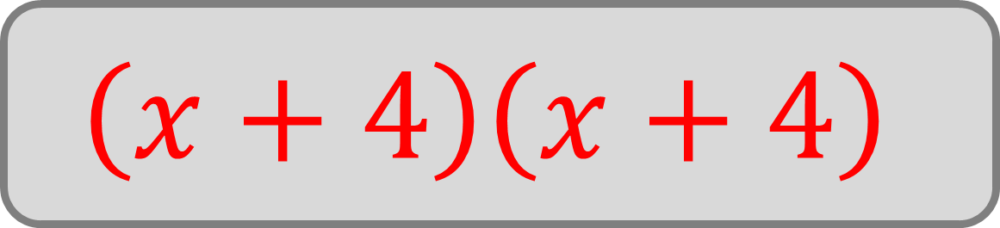 (x + 4)(x + 4)